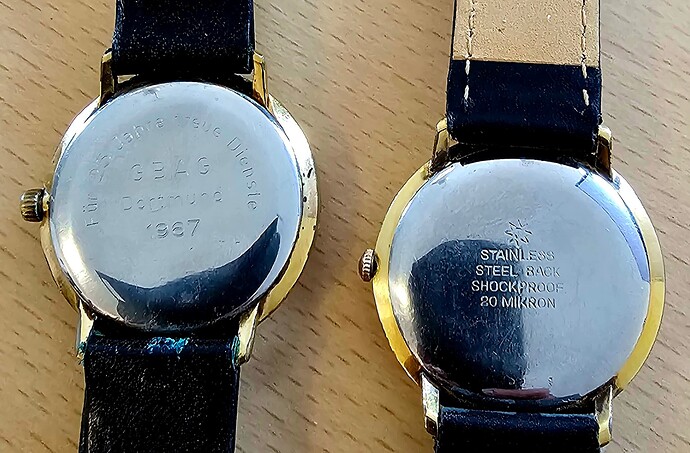 Für 25 Jahre treue Dienste
GBAG
Dortmund
1967
STAINLESS
STEEL BACK
SHOCKPROOF
20 MIKRON